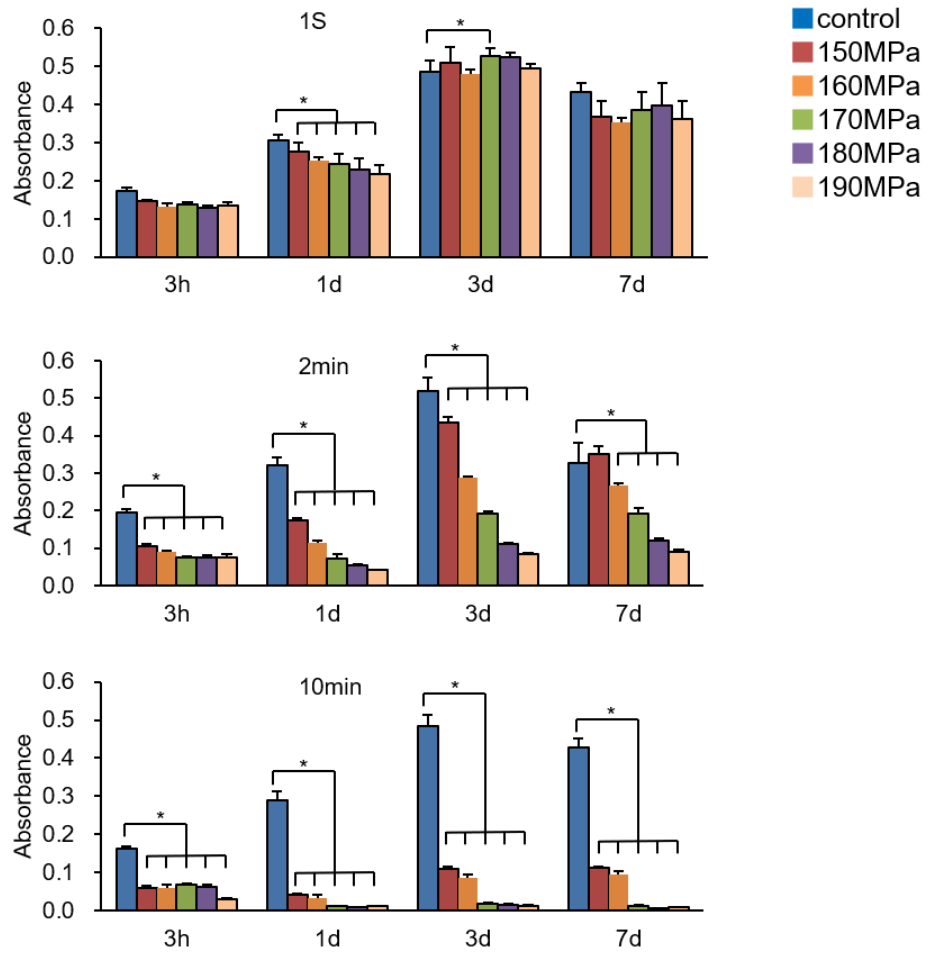 1S
control
150MPa
160MPa
170MPa
180MPa
190MPa
Absorbance
0.6
0.5
0.4
0.3
0.2
0.1
0.0
*
*
3h 1d 3d 7d
2min
Absorbance
0.6
0.5
0.4
0.3
0.2
0.1
0.0
*
*
*
*
3h 1d 3d 7d
10min
Absorbance
0.6
0.5
0.4
0.3
0.2
0.1
0.0
*
*
*
*
3h 1d 3d 7d